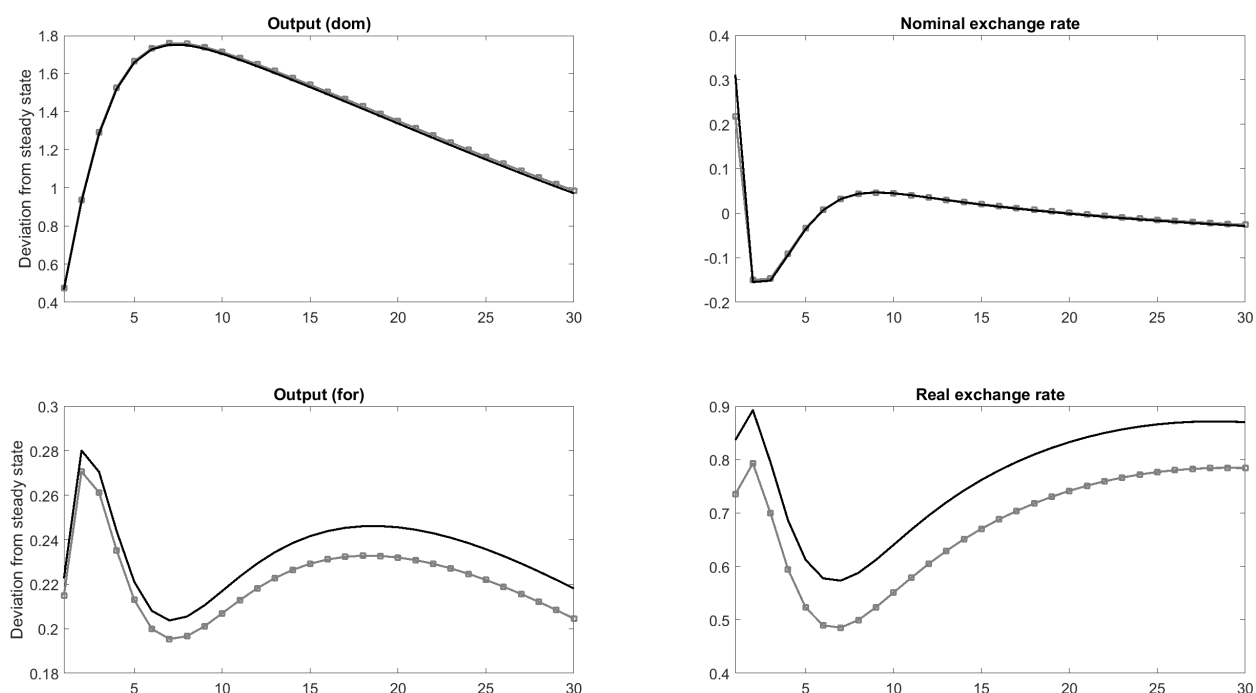 Output (dom)
Deviation from steady state
1.8
1.6
1.4
1.2
1
0.8
0.6
0.4
5 10 15 20 25 30
Nominal exchange rate
0.4
0.3
0.2
0.1
0
-0.1
-0.2
5 10 15 20 25 30
Output (for)
Deviation from steady state
0.3
0.28
0.26
0.24
0.22
0.2
0.18
5 10 15 20 25 30
Real exchange rate
0.9
0.8
0.7
0.6
0.5
0.4
5 10 15 20 25 30